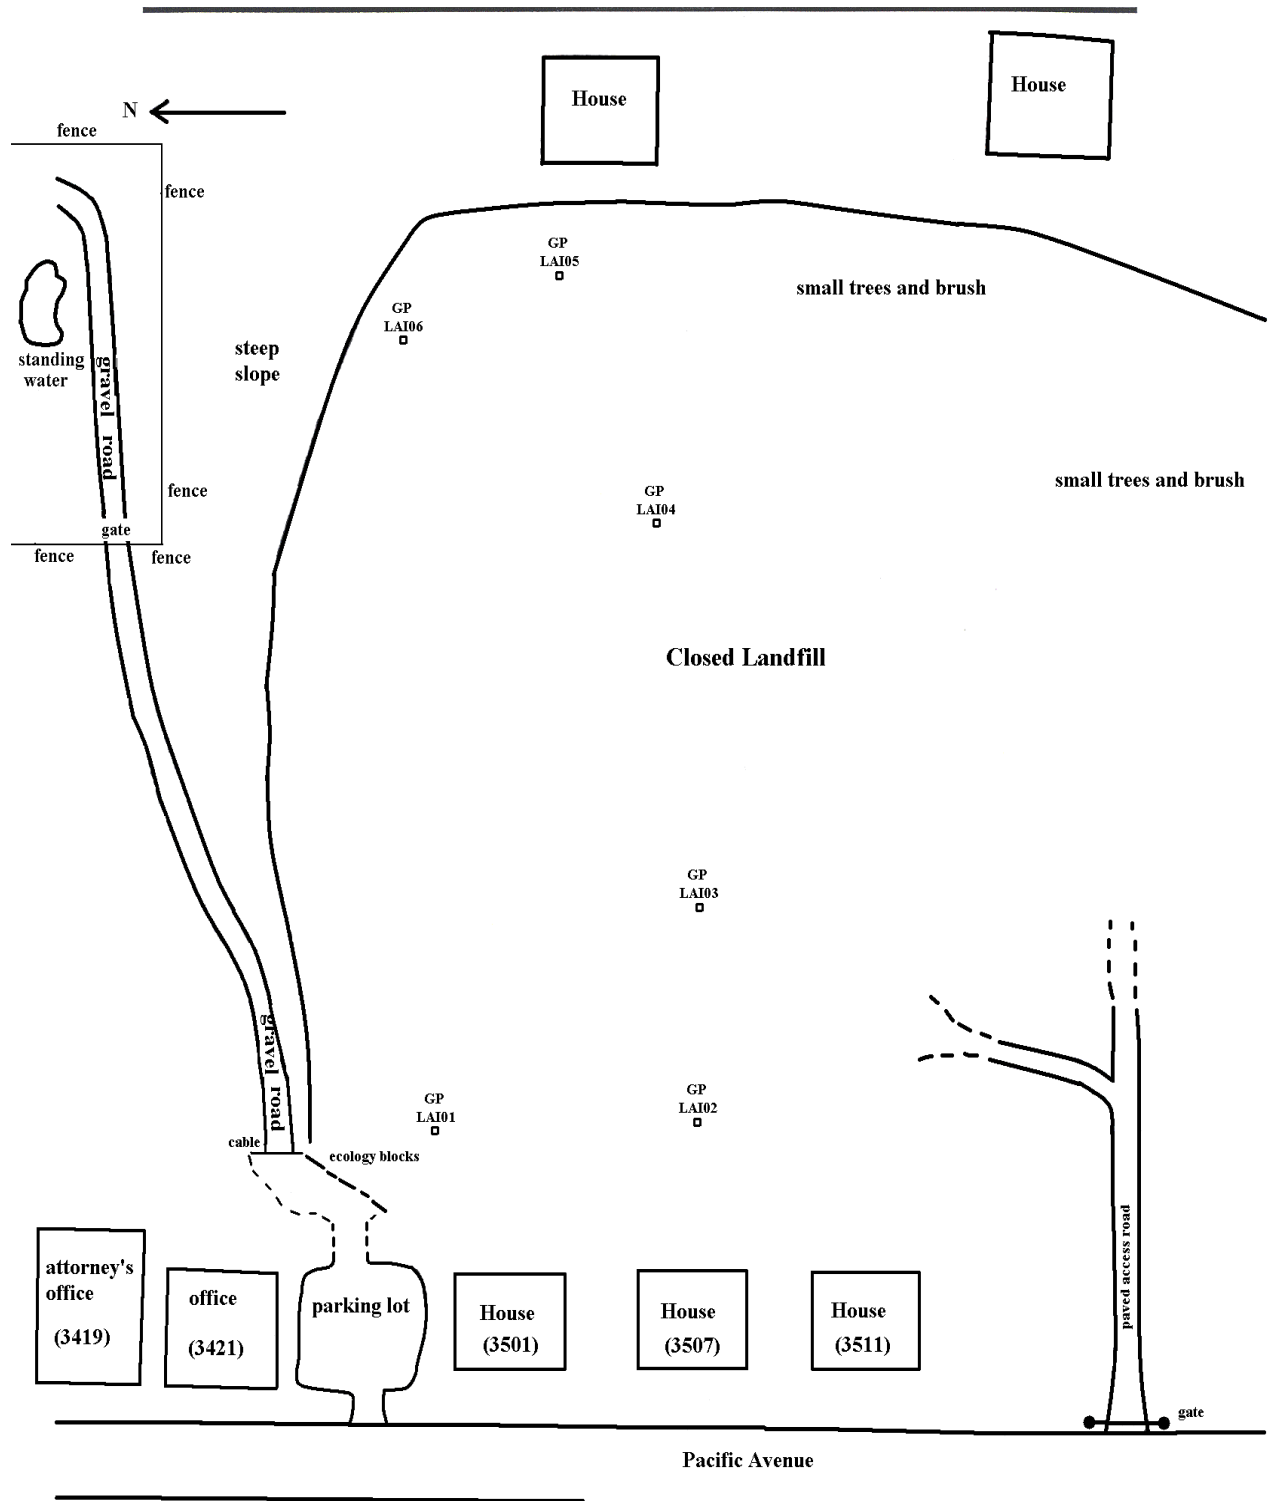 House
House
N
fence
fence
GP
LAI05
small trees and brush
GP
LAI06
steep
slope
standing
water
gravel road
small trees and brush
fence
GP
LAI04
gate
fence
fence
Closed Landfill
GP
LAI03
gravel road
GP
LAI01
GP
LAI02
cable
ecology blocks
paved access road
attorney's
office
(3419)
office
(3421)
parking lot
House
(3501)
House
(3507)
House
(3511)
gate
Pacific Avenue